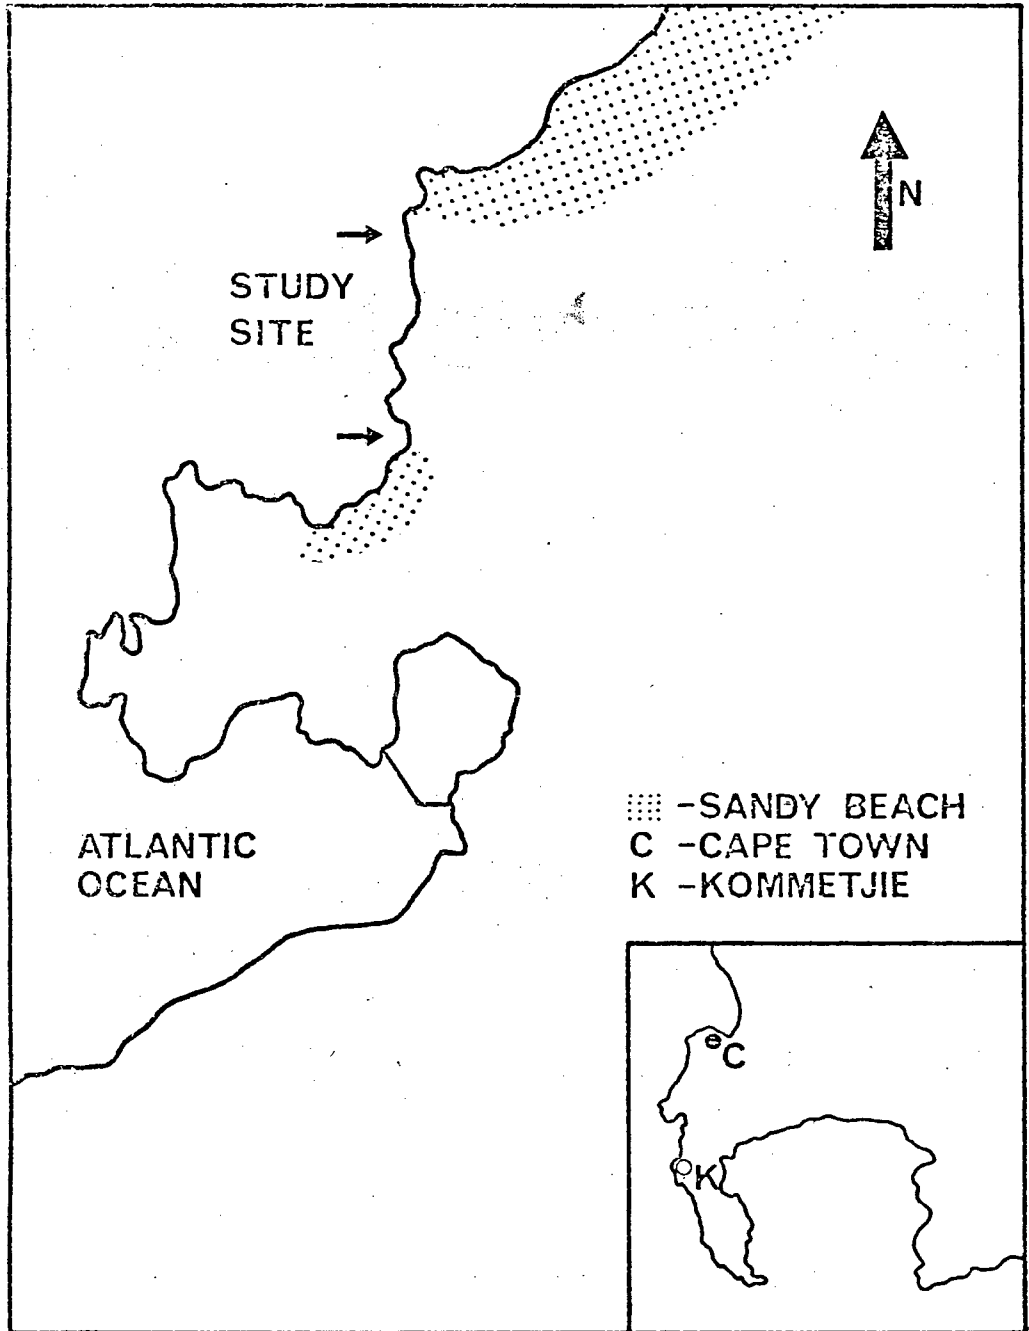 N
STUDY
SITE
ATLANTIC
OCEAN
-SANDY BEACH
C -CAPE TOWN
K -KOMMETJIE
C
K